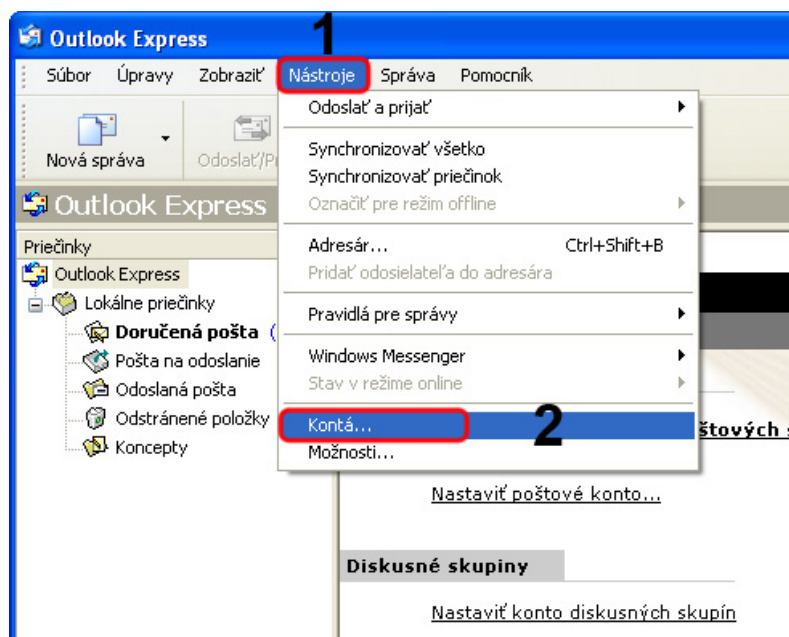 Outlook Express
1
Súbor Úpravy Zobraziť Nástroje Správa Pomocník
Nová správa
Odoslať/
Outlook Express
Odoslať a prijať
Synchronizovať všetko
Synchronizovať priečinok
Označiť pre režim offline
Adresár... Ctrl+Shift+B
Pridať odosielateľa do adresára
Pravidlá pre správy
Windows Messenger
Stav v režime online
Kontá... 2
Možnosti...
Priečinky
Outlook Express
Lokálne priečinky
Doručená pošta (
Pošta na odoslanie
Odoslaná pošta
Odstránené položky
Koncepty
štových
Nastaviť poštové konto...
Diskusné skupiny
Nastaviť konto diskusných skupín